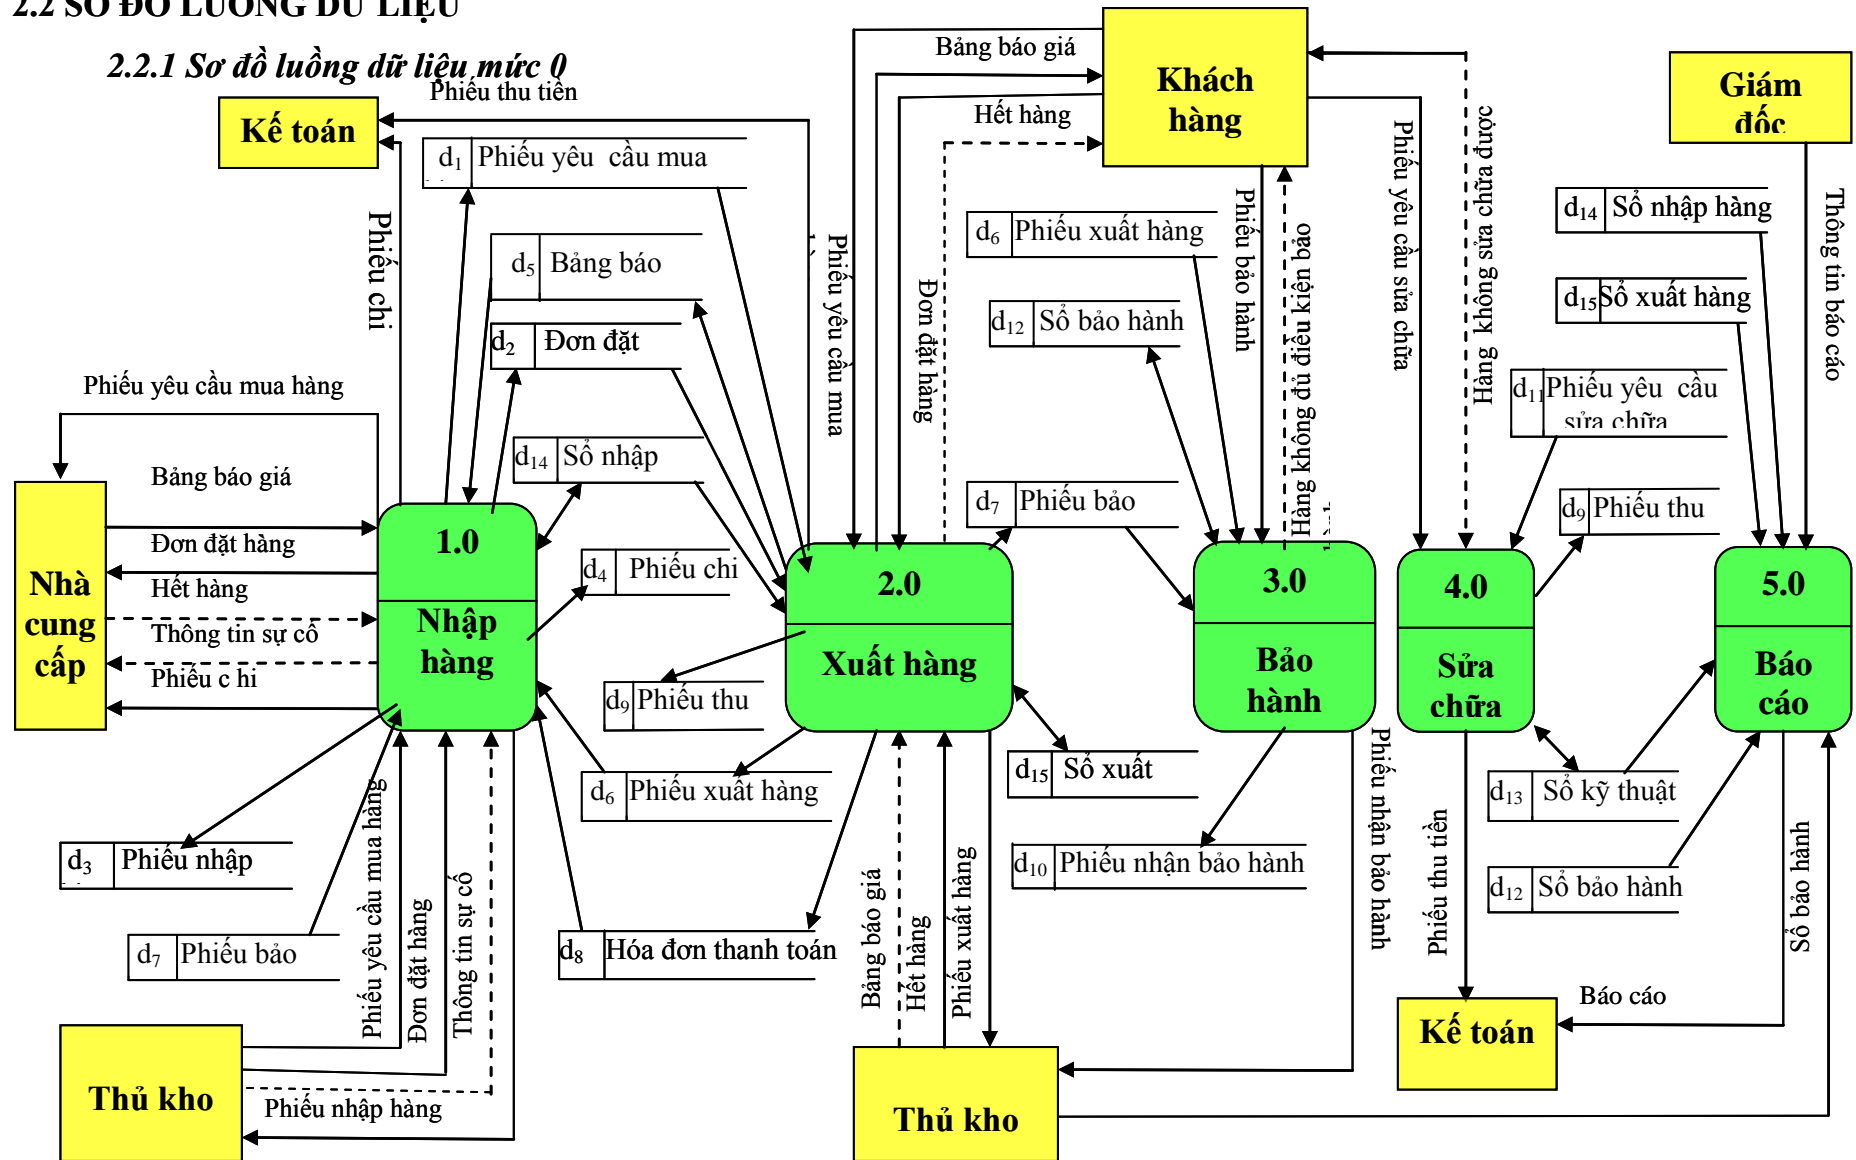 2.2 SƠ ĐỒ LUỒNG DỮ LIỆU
2.2.1 Sơ đồ luồng dữ liệu mức 0
Kế toán
Phiếu thu tiền
Bảng báo giá
Hết hàng
Khách
hàng
Giám
đốc
d1 Phiếu yêu cầu mua
d5 Bảng báo
d2 Đơn đặt
d14 Sổ nhập
d4 Phiếu chi
Phiếu chi
Phiếu yêu cầu mua
Đơn đặt hàng
d6 Phiếu xuất hàng
d12 Sổ bảo hành
d7 Phiếu bảo
Phiếu bảo hành
Hàng không đủ điều kiện bảo
Phiếu yêu cầu sửa chữa
Hàng không sửa chữa được
d14 Sổ nhập hàng
d15 Sổ xuất hàng
Thông tin báo cáo
d11 Phiếu yêu cầu
sửa chữa
d9 Phiếu thu
Phiếu yêu cầu mua hàng
Bảng báo giá
Đơn đặt hàng
Hết hàng
Thông tin sự cố
Phiếu c hi
Nhà
cung
cấp
1.0
Nhập
hàng
2.0
Xuất hàng
3.0
Bảo
hành
4.0
Sửa
chữa
5.0
Báo
cáo
d9 Phiếu thu
d6 Phiếu xuất hàng
d8 Hóa đơn thanh toán
d3 Phiếu nhập
d7 Phiếu bảo
Phiếu yêu cầu mua hàng
Đơn đặt hàng
Thông tin sự cố
Phiếu nhập hàng
Thủ kho
Bảng báo giá
Hết hàng
Phiếu xuất hàng
d15 Sổ xuất
d10 Phiếu nhận bảo hành
Phiếu nhận bảo hành
Phiếu thu tiền
d13 Sổ kỹ thuật
d12 Sổ bảo hành
Sổ bảo hành
Báo cáo
Kế toán
Thủ kho